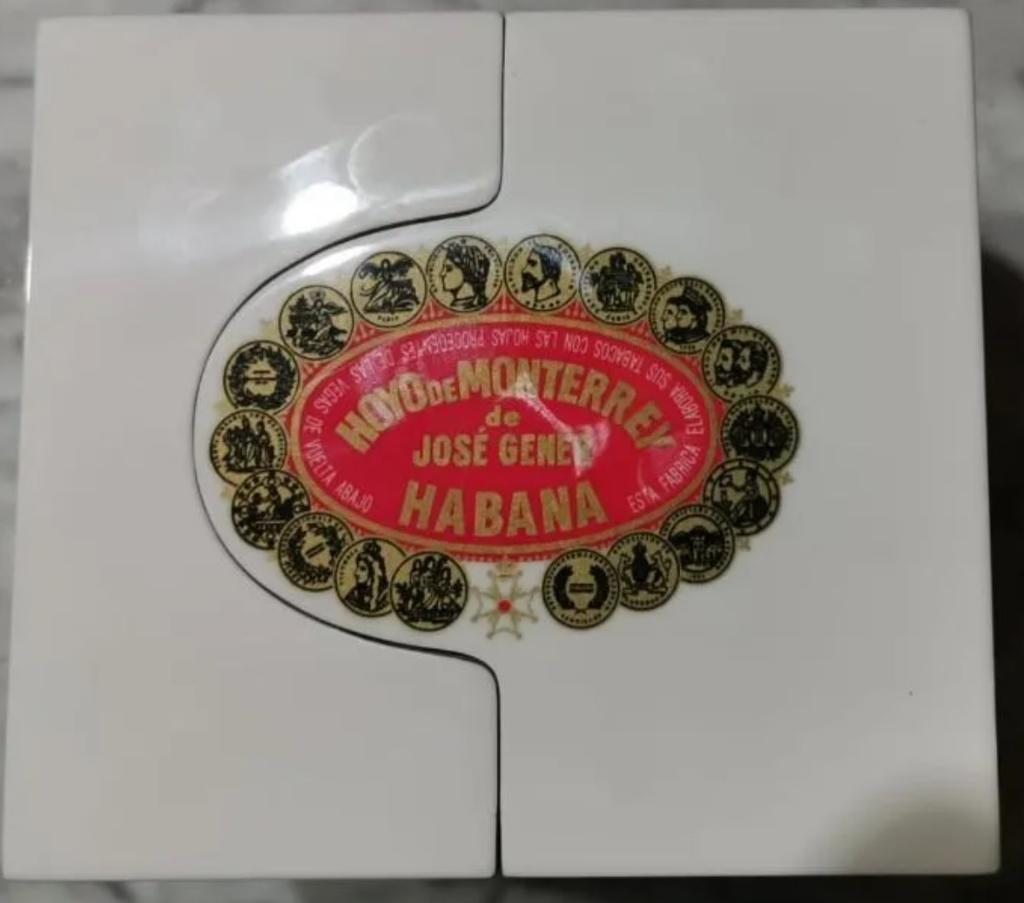 HOYO DE MONTERREY
de
JOSÉ GENER
HABANA
ESTA FABRICA ELABORA SUS TABACOS CON LAS HOJAS PROCEDENTES DE LAS VEGAS DE VUELTA ABAJO